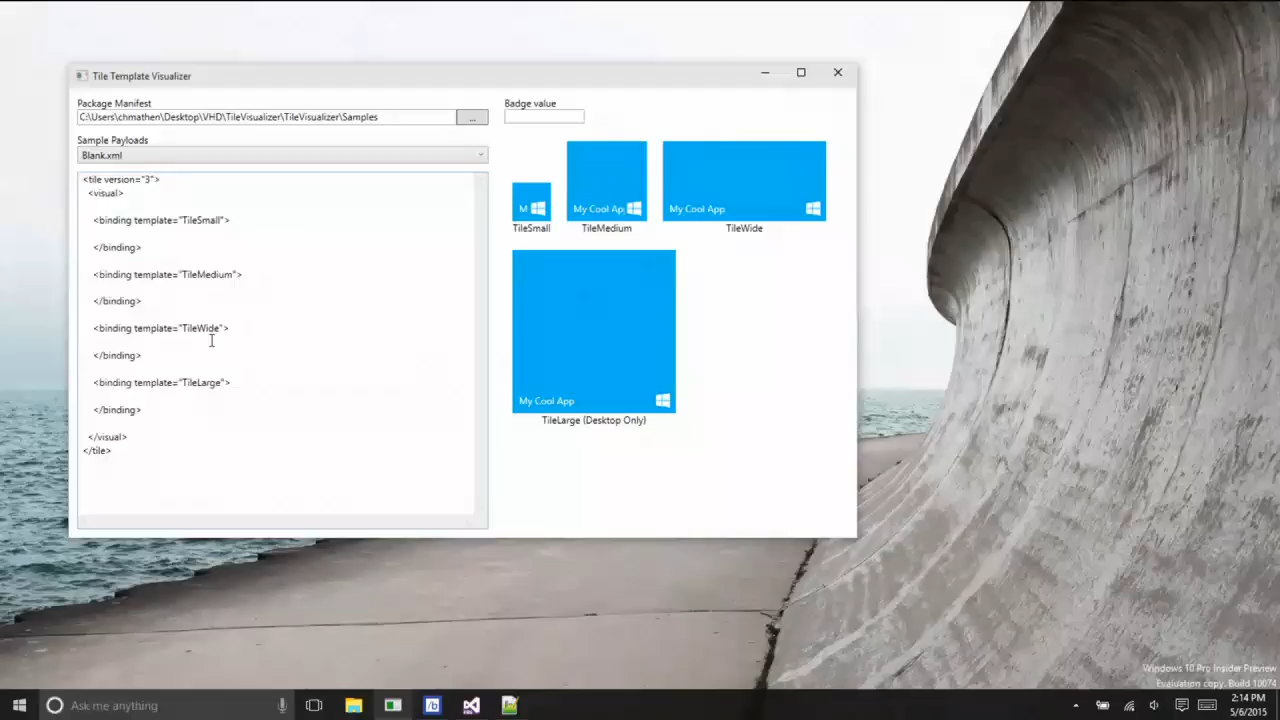 Tile Template Visualizer
Package Manifest
C:\Users\chmathen\Desktop\VHD\TileVisualizer\TileVisualizer\Samples
...
Sample Payloads
Blank.xml
<tile version="3">
<visual>
<binding template="TileSmall">
</binding>
<binding template="TileMedium">
</binding>
<binding template="TileWide">
</binding>
<binding template="TileLarge">
</binding>
</visual>
</tile>
Badge value
M
TileSmall
My Cool Ap
TileMedium
My Cool App
TileWide
My Cool App
TileLarge (Desktop Only)
Windows 10 Pro Insider Preview
Evaluation copy. Build 10074
Ask me anything
2:14 PM
5/6/2015